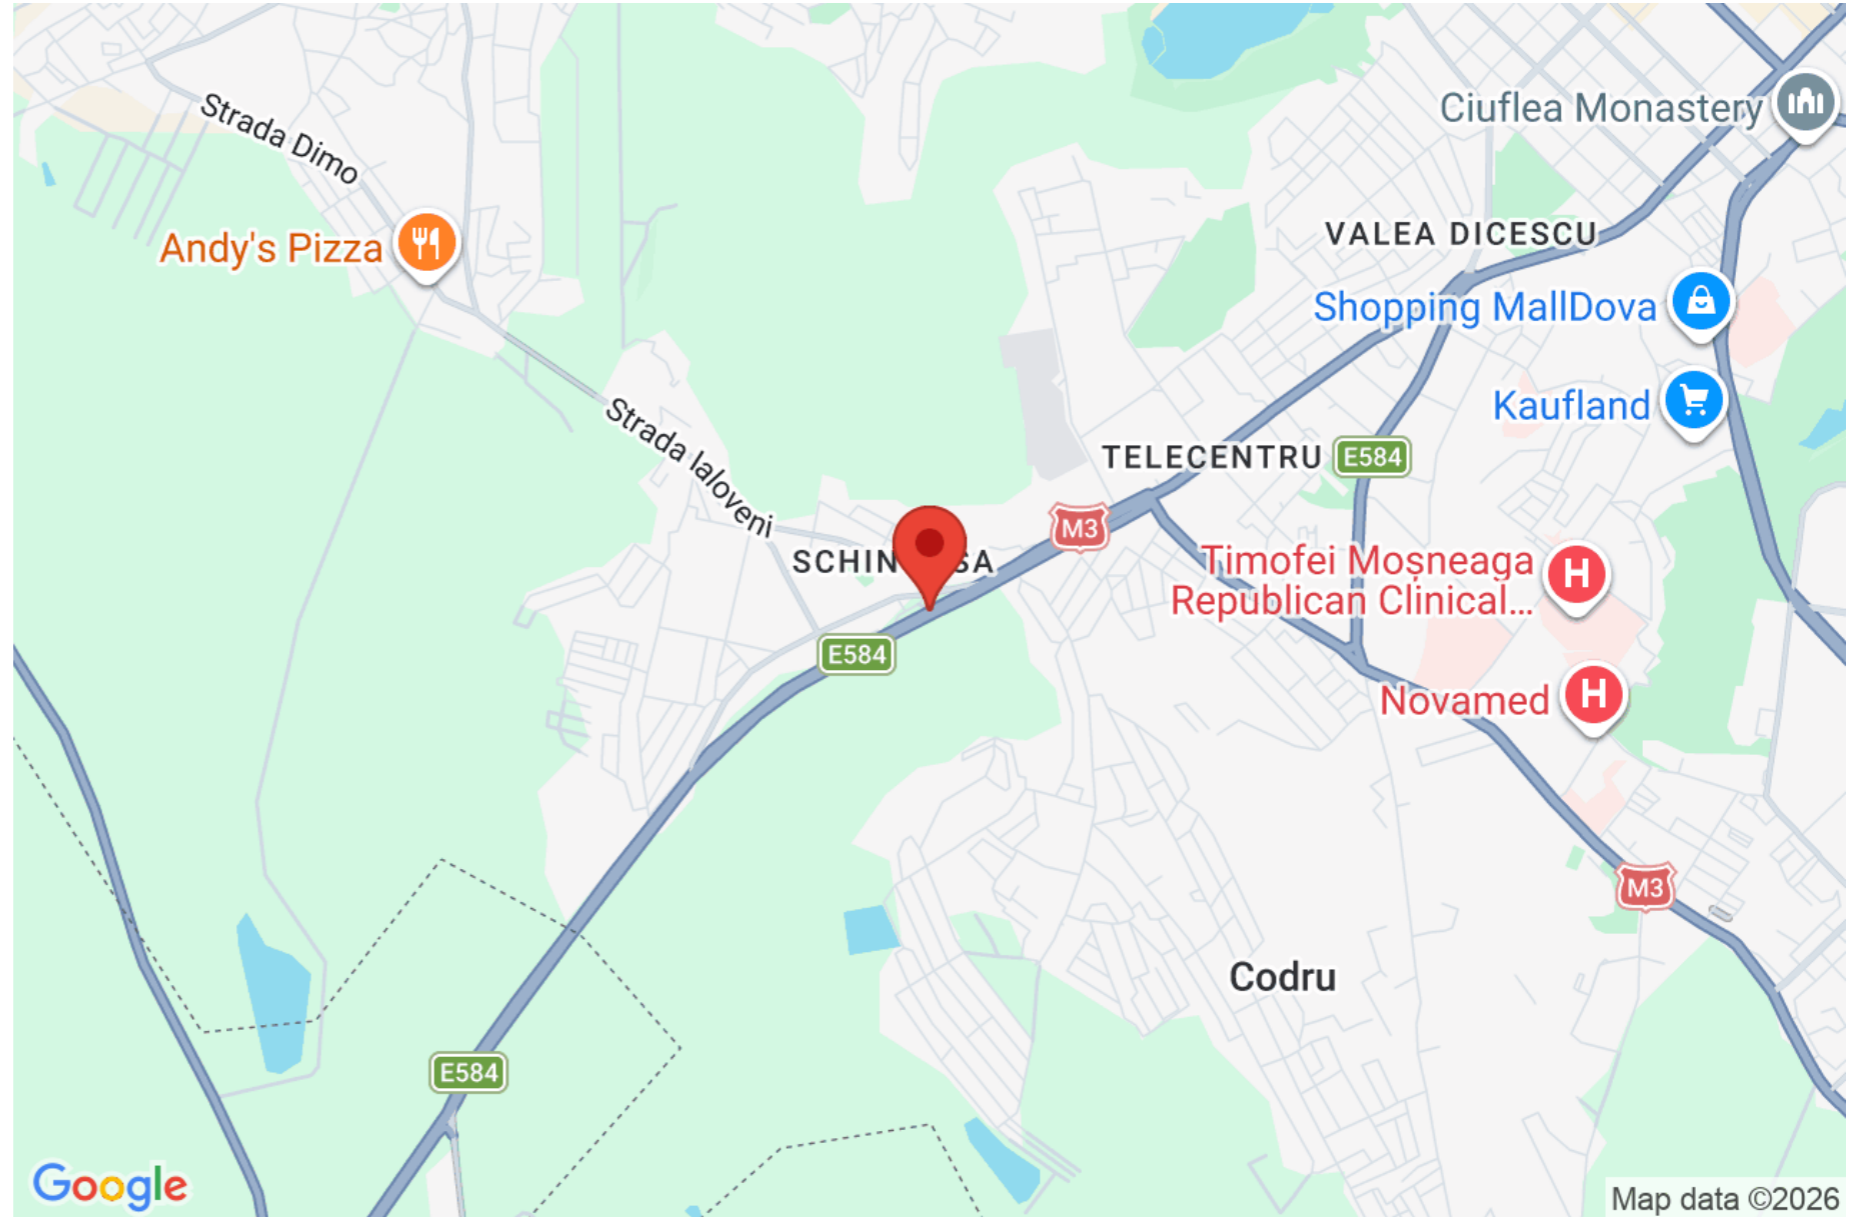 Ciuflea Monastery
Strada Dimo
VALEA DICESCU
Andy's Pizza
Shopping MallDova
Kaufland
Strada Ialoveni
TELECENTRU
E584
M3
SCHIN SA
Timofei Moșneaga
Republican Clinical...
H
E584
Novamed
H
M3
Codru
E584
Google
Map data ©2026